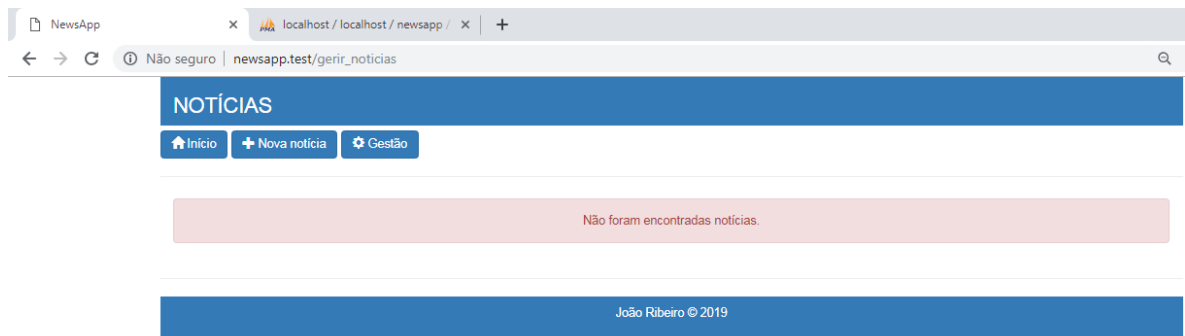 NewsApp
localhost / localhost / newsapp /
Não seguro | newsapp.test/gerir_noticias
NOTÍCIAS
Início
Nova notícia
Gestão
Não foram encontradas notícias.
João Ribeiro © 2019